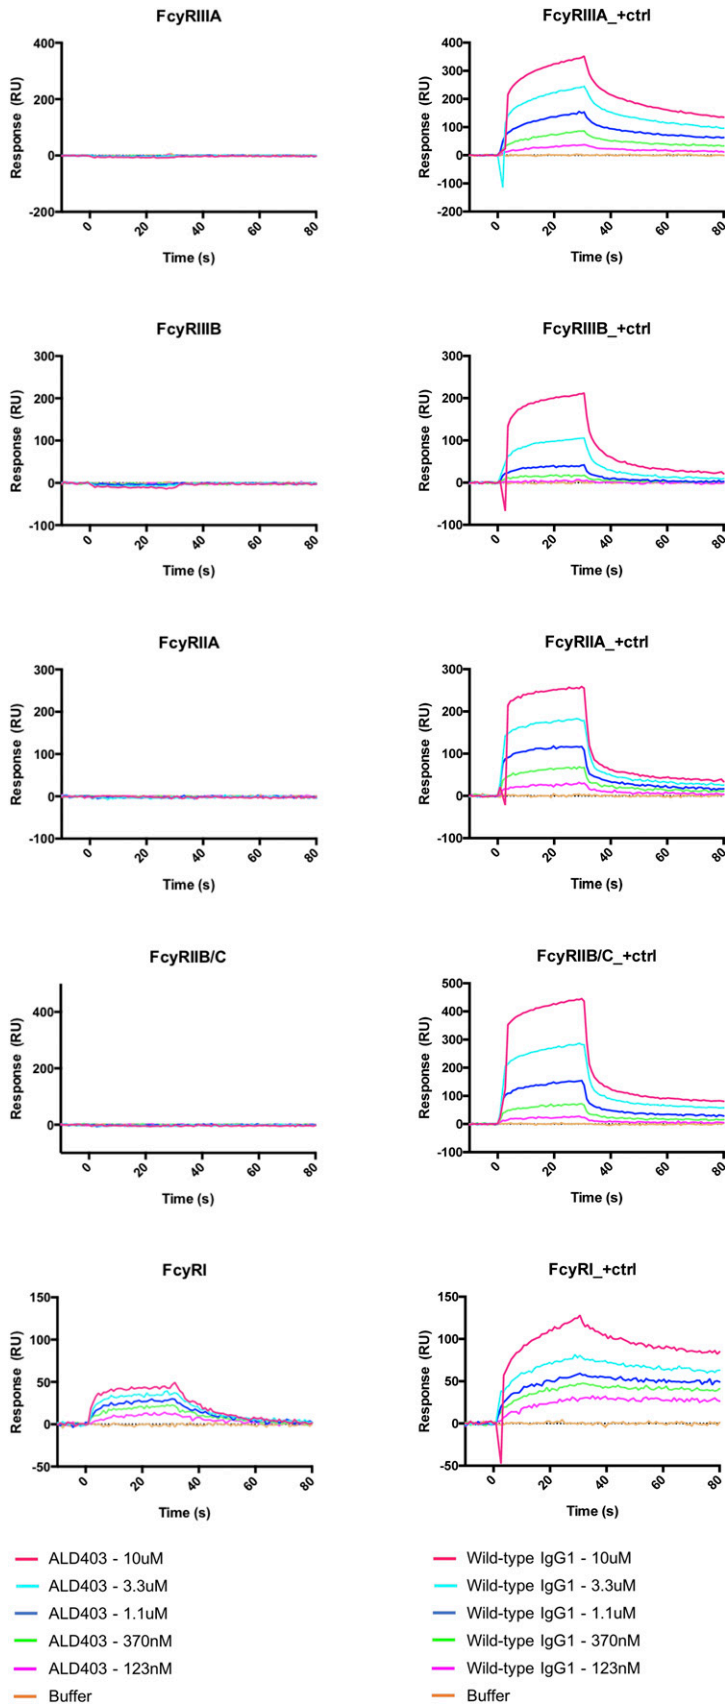 FcyRIIIA
400
200
0
-200
Response (RU)
0 20 40 60 80
Time (s)
FcyRIIIA_+ctrl
400
300
200
100
0
-100
-200
Response (RU)
0 20 40 60 80
Time (s)
FcyRIIIB
300
200
100
0
-100
Response (RU)
0 20 40 60 80
Time (s)
FcyRIIIB_+ctrl
300
200
100
0
-100
Response (RU)
0 20 40 60 80
Time (s)
FcyRIIA
300
200
100
0
-100
Response (RU)
0 20 40 60 80
Time (s)
FcyRIIA_+ctrl
300
200
100
0
-100
Response (RU)
0 20 40 60 80
Time (s)
FcyRIIB/C
400
200
0
Response (RU)
0 20 40 60 80
Time (s)
FcyRIIB/C_+ctrl
500
400
300
200
100
0
-100
Response (RU)
0 20 40 60 80
Time (s)
FcyRI
150
100
50
0
-50
Response (RU)
0 20 40 60 80
Time (s)
FcyRI_+ctrl
150
100
50
0
-50
Response (RU)
0 20 40 60 80
Time (s)
ALD403 - 10uM
ALD403 - 3.3uM
ALD403 - 1.1uM
ALD403 - 370nM
ALD403 - 123nM
Buffer
Wild-type IgG1 - 10uM
Wild-type IgG1 - 3.3uM
Wild-type IgG1 - 1.1uM
Wild-type IgG1 - 370nM
Wild-type IgG1 - 123nM
Buffer